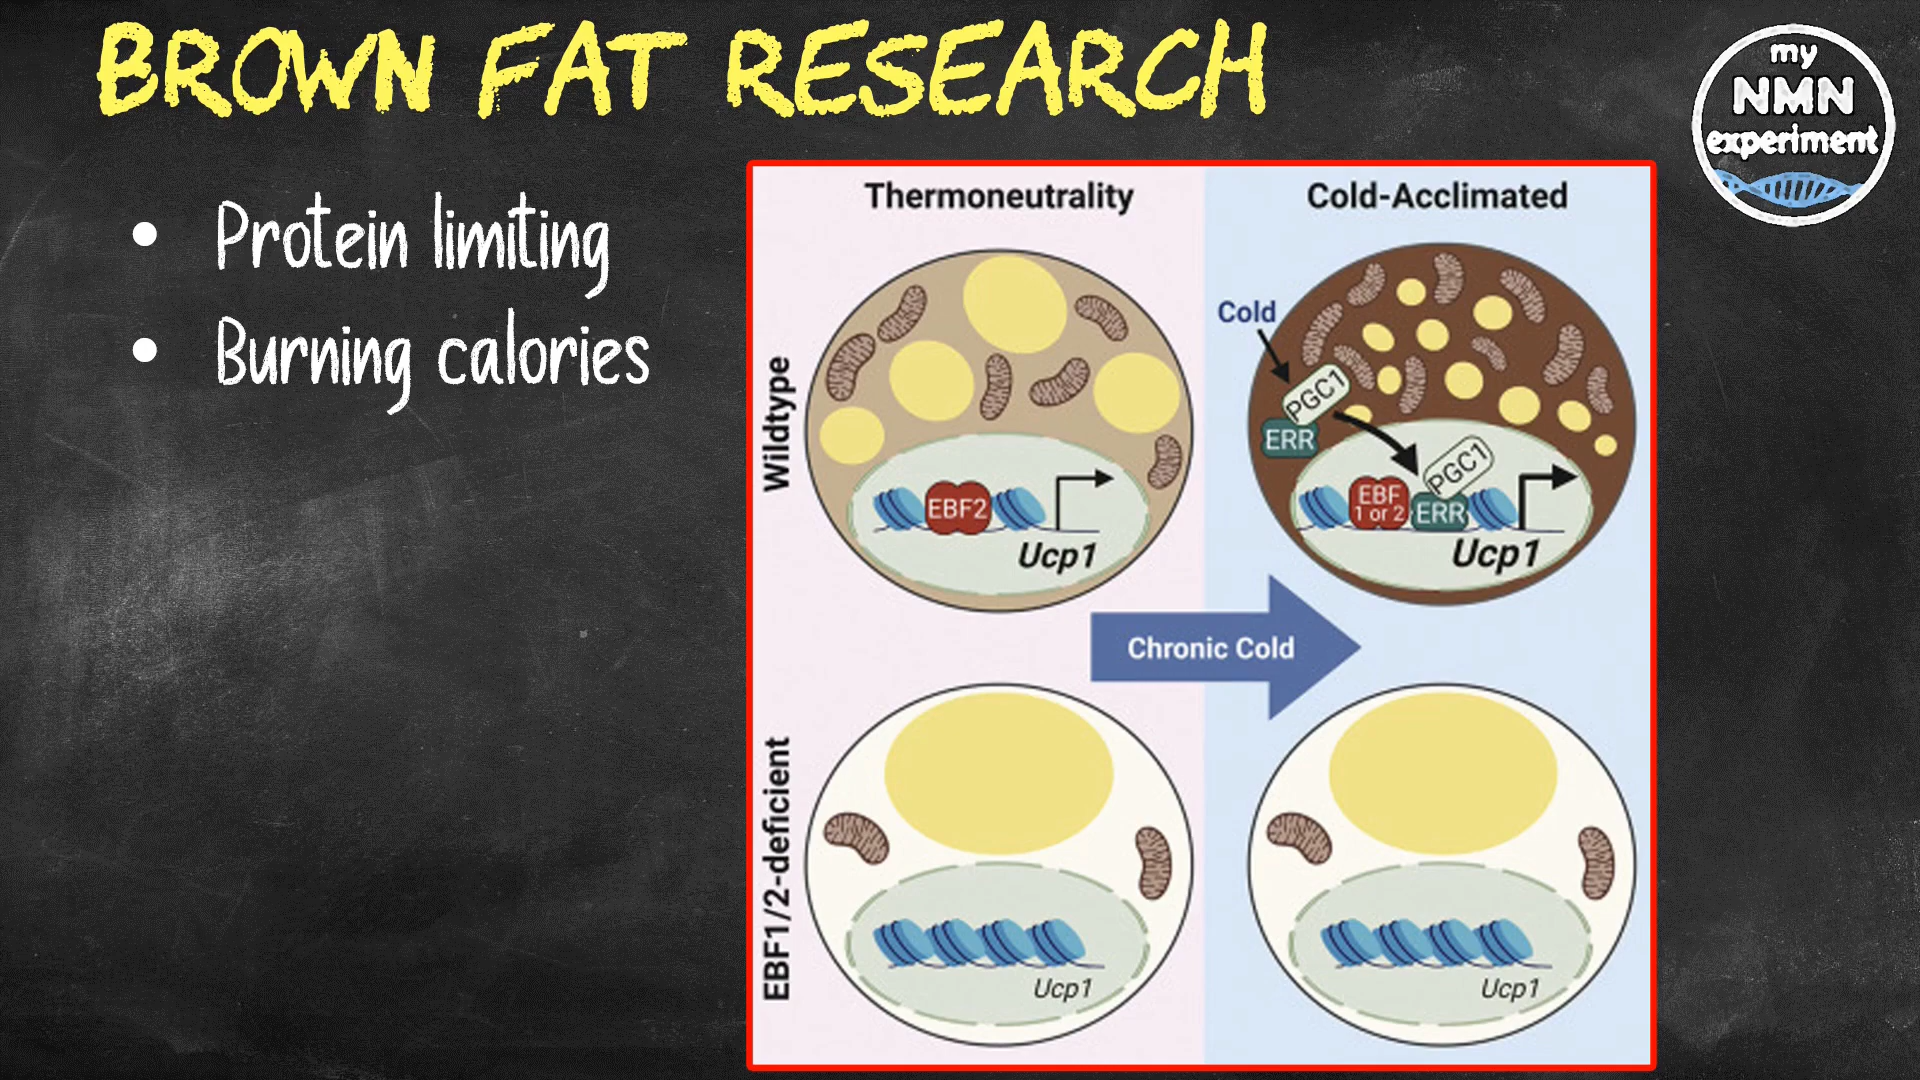 BROWN FAT RESEARCH
my
NMN
experiment
• Protein limiting
• Burning calories
Thermoneutrality
Cold-Acclimated
Wildtype
EBF2
Ucp1
Cold
PGC1
ERR
PGC1
EBF
1 or 2
ERR
Ucp1
Chronic Cold
EBF1/2-deficient
Ucp1
Ucp1